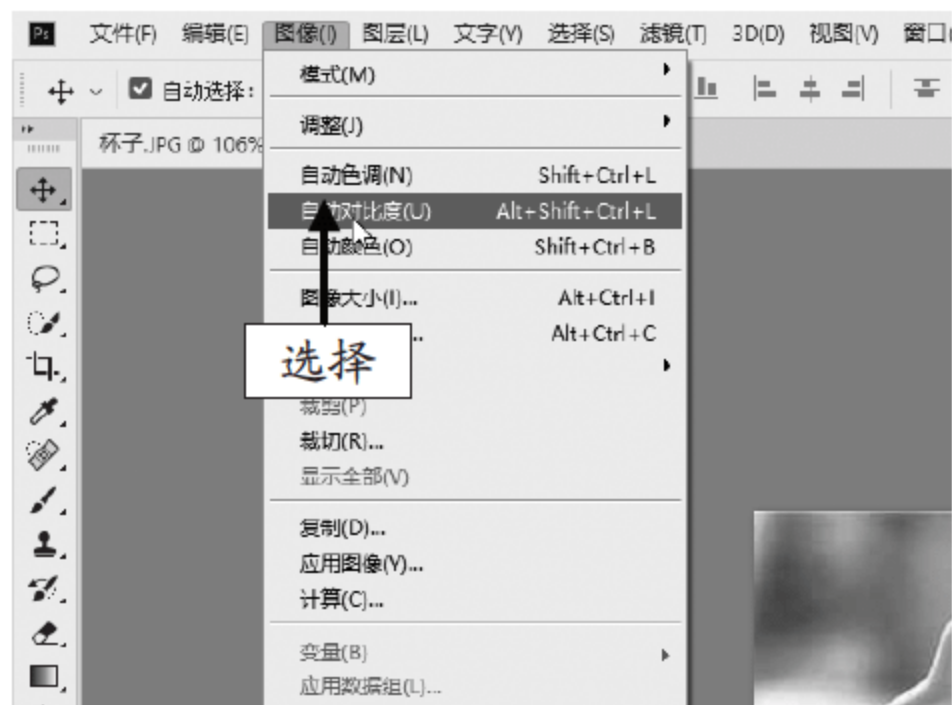 Ps 文件(F) 编辑(E) 图像(I) 图层(L) 文字(Y) 选择(S) 滤镜(T) 3D(D) 视图(V) 窗口(
自动选择：
杯子.JPG @ 106%
模式(M)
调整(J)
自动色调(N) Shift+Ctrl+L
自动对比度(U) Alt+Shift+Ctrl+L
自动颜色(O) Shift+Ctrl+B
图像大小(I)... Alt+Ctrl+I
... Alt+Ctrl+C
选择
裁剪(P)
裁切(R)...
显示全部(V)
复制(D)...
应用图像(Y)...
计算(C)...
变量(B)
应用数据组(L)...